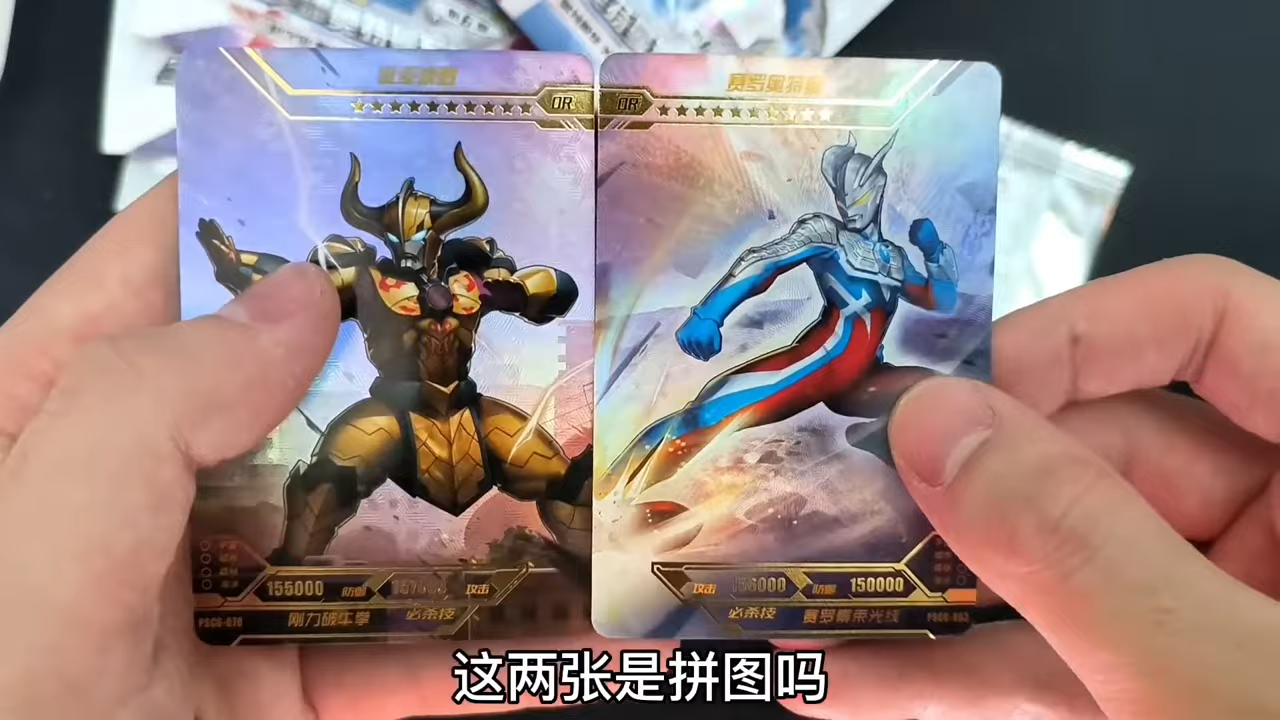 赛罗奥特曼
OR
OR
155000 防御 攻击
攻击 156000 防御 150000
刚力破牛拳 必杀技
必杀技 赛罗集束光线
PSCG-070
这两张是拼图吗